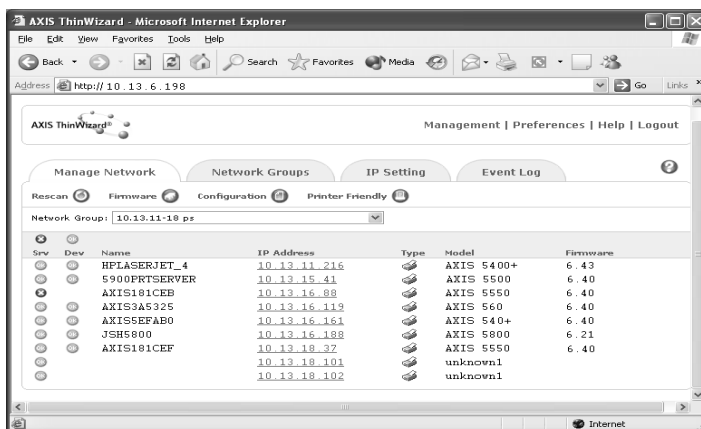 AXIS ThinWizard - Microsoft Internet Explorer
File Edit View Favorites Tools Help
Back Search Favorites Media
Address http://10.13.6.198 Go Links »
AXIS ThinWizard® Management | Preferences | Help | Logout
Manage Network Network Groups IP Setting Event Log ?
Rescan Firmware Configuration Printer Friendly
Network Group: 10.13.11-18 ps
Srv Dev Name IP Address Type Model Firmware
HPLASERJET_4 10.13.11.216 AXIS 5400+ 6.43
5900PRTSERVER 10.13.15.41 AXIS 5500 6.40
AXIS181CEB 10.13.16.88 AXIS 5550 6.40
AXIS3A5325 10.13.16.119 AXIS 560 6.40
AXIS5EFAB0 10.13.16.161 AXIS 540+ 6.40
JSH5800 10.13.16.188 AXIS 5800 6.21
AXIS181CEF 10.13.18.37 AXIS 5550 6.40
10.13.18.101 unknown1
10.13.18.102 unknown1
Internet